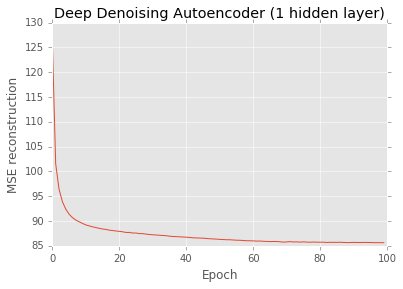 Deep Denoising Autoencoder (1 hidden layer)
130
125
120
115
110
105
100
95
90
85
MSE reconstruction
0 20 40 60 80 100
Epoch